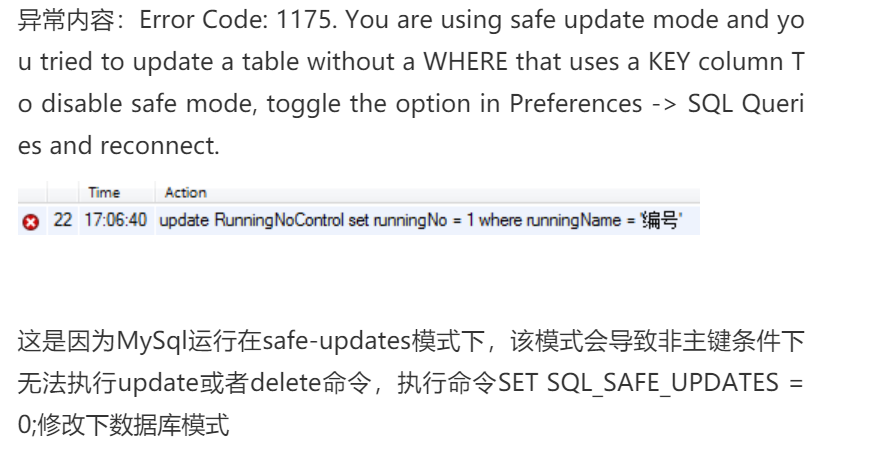 异常内容：Error Code: 1175. You are using safe update mode and yo
u tried to update a table without a WHERE that uses a KEY column T
o disable safe mode, toggle the option in Preferences -> SQL Queri
es and reconnect.
Time Action
22 17:06:40 update RunningNoControl set runningNo = 1 where runningName = '编号'
这是因为MySql运行在safe-updates模式下，该模式会导致非主键条件下
无法执行update或者delete命令，执行命令SET SQL_SAFE_UPDATES =
0;修改下数据库模式